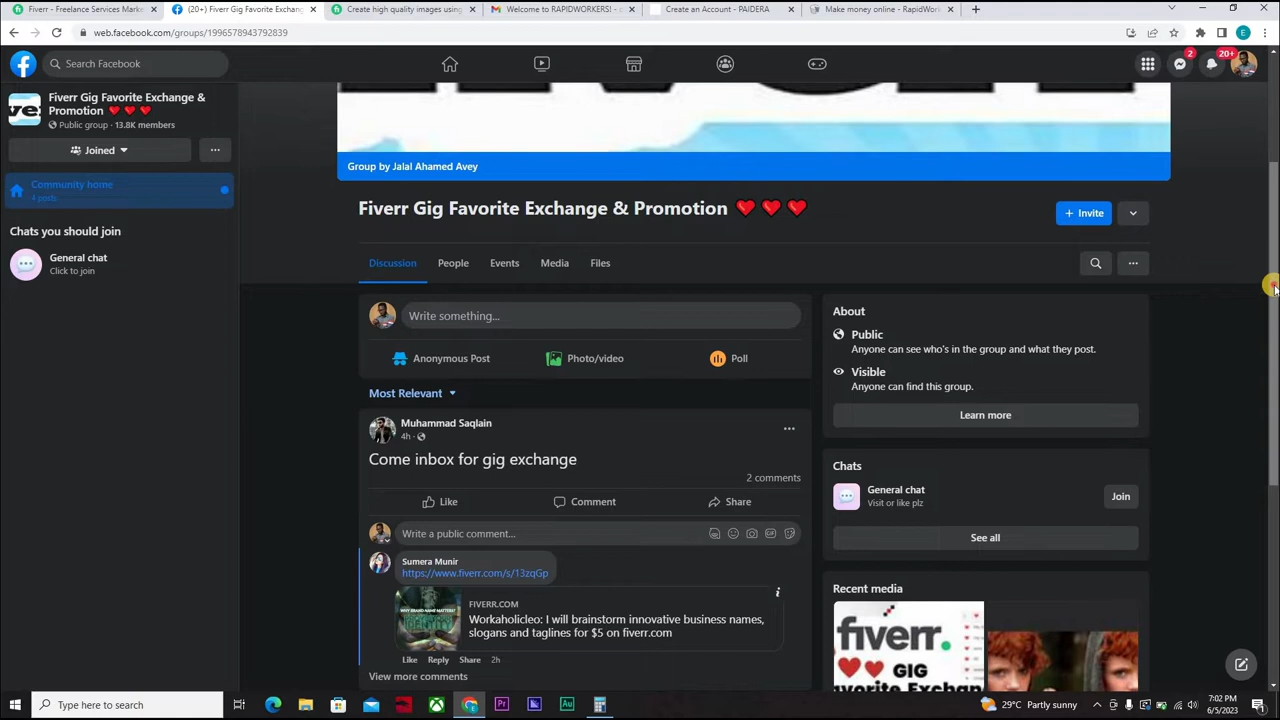 Fiverr - Freelance Services Mark
(20+) Fiverr Gig Favorite Exchan
Create high quality images using
Welcome to RAPIDWORKERS! -
Create an Account - PAIDERA
Make money online - RapidWor
web.facebook.com/groups/1996578943792839
E
Search Facebook
2
20+
Fiverr Gig Favorite Exchange &
Promotion ❤️ ❤️ ❤️
Public group · 13.8K members
Joined
Community home
4 posts
Chats you should join
General chat
Click to join
Group by Jalal Ahamed Avey
Fiverr Gig Favorite Exchange & Promotion ❤️ ❤️ ❤️
+ Invite
Discussion
People
Events
Media
Files
Write something...
Anonymous Post
Photo/video
Poll
Most Relevant
Muhammad Saqlain
4h ·
Come inbox for gig exchange
2 comments
Like
Comment
Share
Write a public comment...
Sumera Munir
https://www.fiverr.com/s/13zqGp
WHY BRAND NAME MATTERS?
IDENTITY
FIVERR.COM
Workaholicleo: I will brainstorm innovative business names,
slogans and taglines for $5 on fiverr.com
Like Reply Share 2h
View more comments
About
Public
Anyone can see who's in the group and what they post.
Visible
Anyone can find this group.
Learn more
Chats
General chat
Visit or like plz
Join
See all
Recent media
fiverr.
GIG
Type here to search
29°C Partly sunny
7:02 PM
6/5/2023